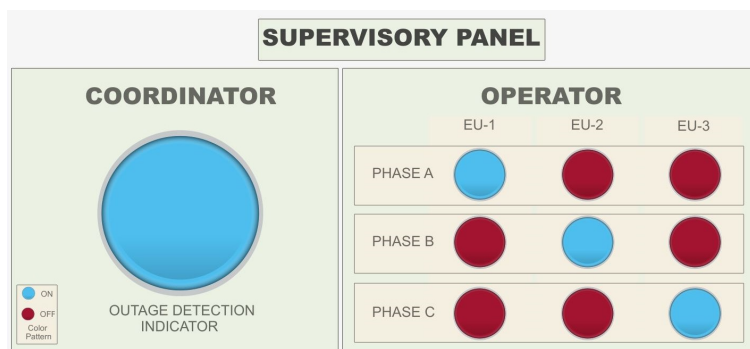 SUPERVISORY PANEL
COORDINATOR
OUTAGE DETECTION
INDICATOR
ON
OFF
Color
Pattern
OPERATOR
EU-1 EU-2 EU-3
PHASE A
PHASE B
PHASE C